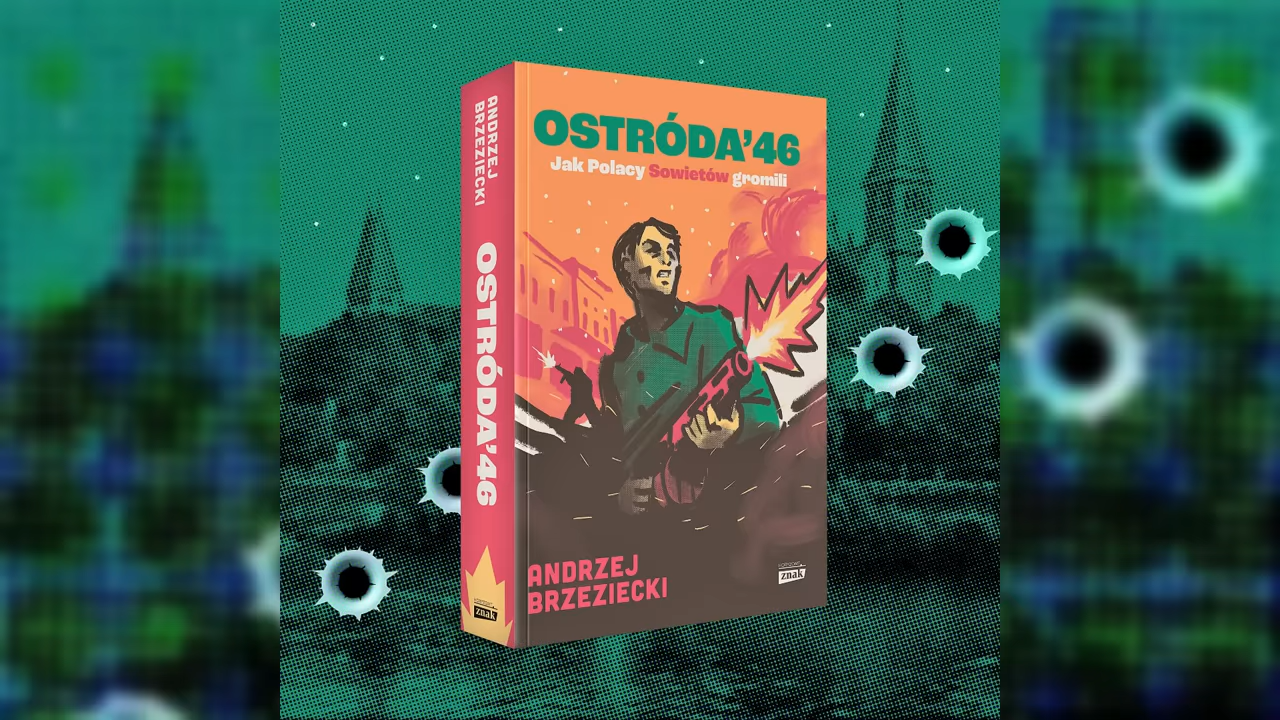 ANDRZEJ
BRZEZIECKI
OSTRÓDA'46
znak
OSTRÓDA'46
Jak Polacy Sowietów gromili
ANDRZEJ
BRZEZIECKI
znak